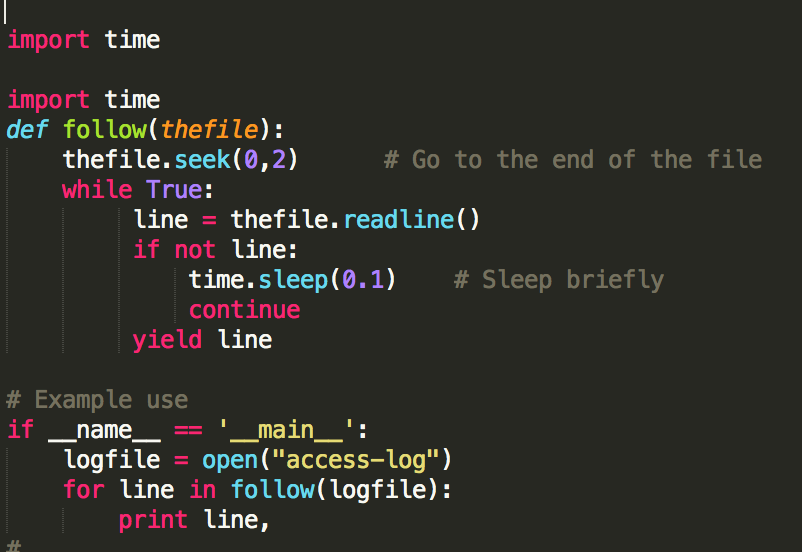 import time

import time
def follow(thefile):
    thefile.seek(0,2)      # Go to the end of the file
    while True:
         line = thefile.readline()
         if not line:
             time.sleep(0.1)    # Sleep briefly
             continue
         yield line

# Example use
if __name__ == '__main__':
    logfile = open("access-log")
    for line in follow(logfile):
        print line,
#